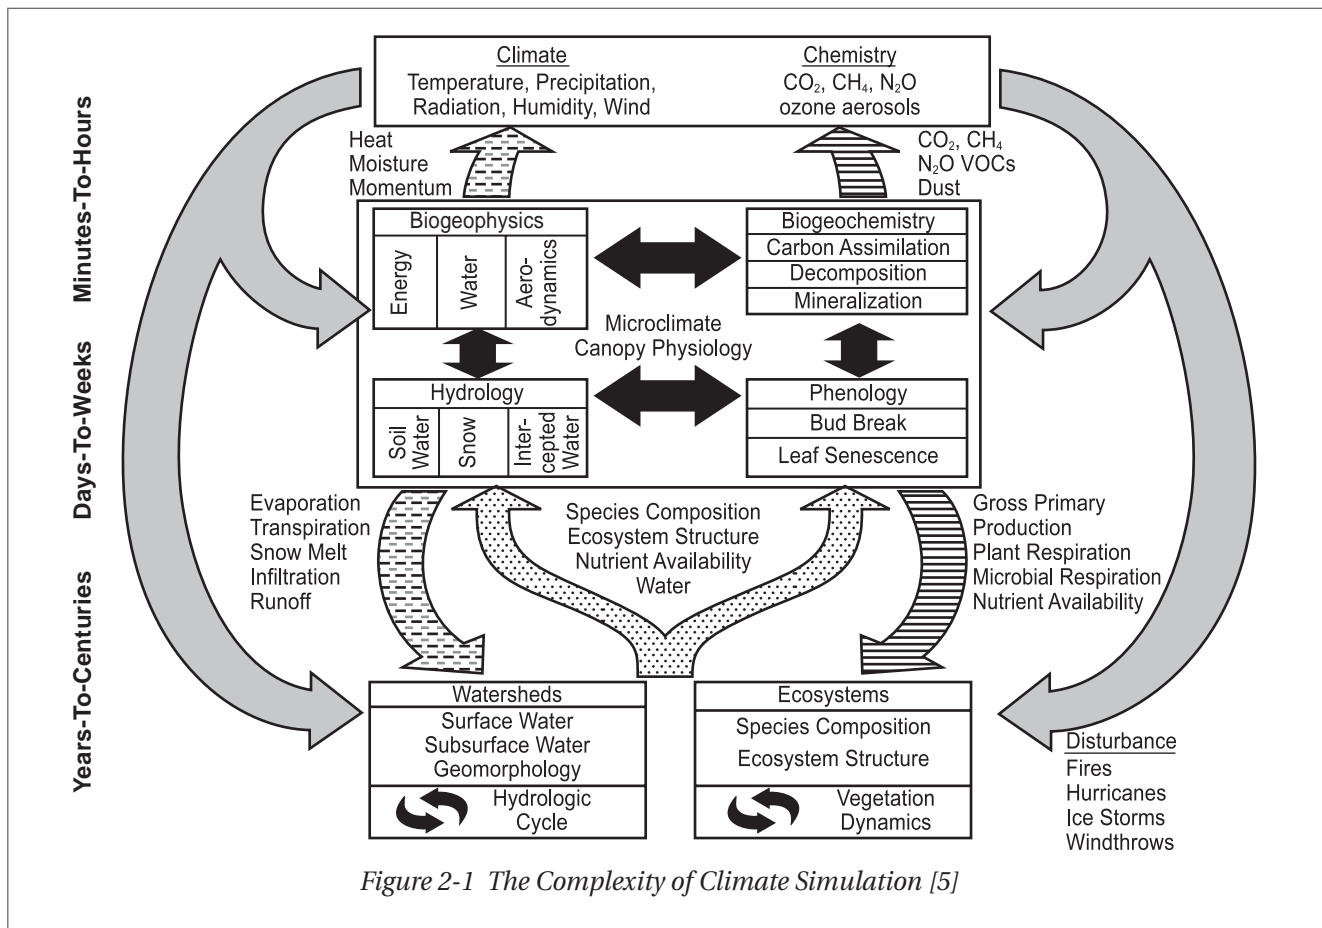 Climate
Temperature, Precipitation,
Radiation, Humidity, Wind
Chemistry
CO₂, CH₄, N₂O
ozone aerosols
Minutes-To-Hours
Days-To-Weeks
Years-To-Centuries
Heat
Moisture
Momentum
CO₂, CH₄
N₂O VOCs
Dust
Biogeophysics
Energy
Water
Aero-
dynamics
Biogeochemistry
Carbon Assimilation
Decomposition
Mineralization
Microclimate
Canopy Physiology
Hydrology
Soil
Water
Snow
Inter-
cepted
Water
Phenology
Bud Break
Leaf Senescence
Evaporation
Transpiration
Snow Melt
Infiltration
Runoff
Species Composition
Ecosystem Structure
Nutrient Availability
Water
Gross Primary
Production
Plant Respiration
Microbial Respiration
Nutrient Availability
Watersheds
Surface Water
Subsurface Water
Geomorphology
Hydrologic
Cycle
Ecosystems
Species Composition
Ecosystem Structure
Vegetation
Dynamics
Disturbance
Fires
Hurricanes
Ice Storms
Windthrows
Figure 2-1 The Complexity of Climate Simulation [5]